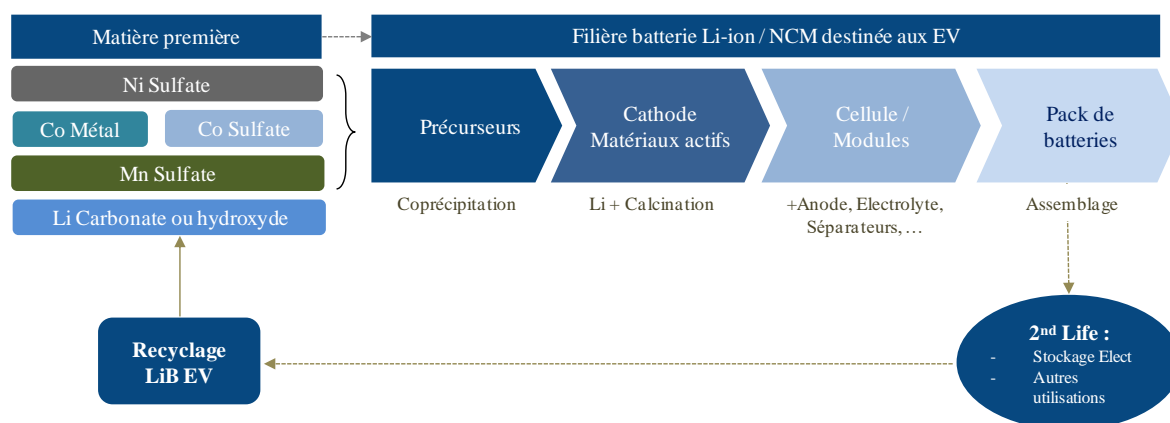 Matière première
Filière batterie Li-ion / NCM destinée aux EV
Ni Sulfate
Co Métal
Co Sulfate
Mn Sulfate
Li Carbonate ou hydroxyde
Précurseurs
Cathode
Matériaux actifs
Cellule /
Modules
Pack de
batteries
Coprécipitation
Li + Calcination
+Anode, Electrolyte,
Séparateurs, …
Assemblage
Recyclage
LiB EV
2nd Life :
- Stockage Elect
- Autres
utilisations